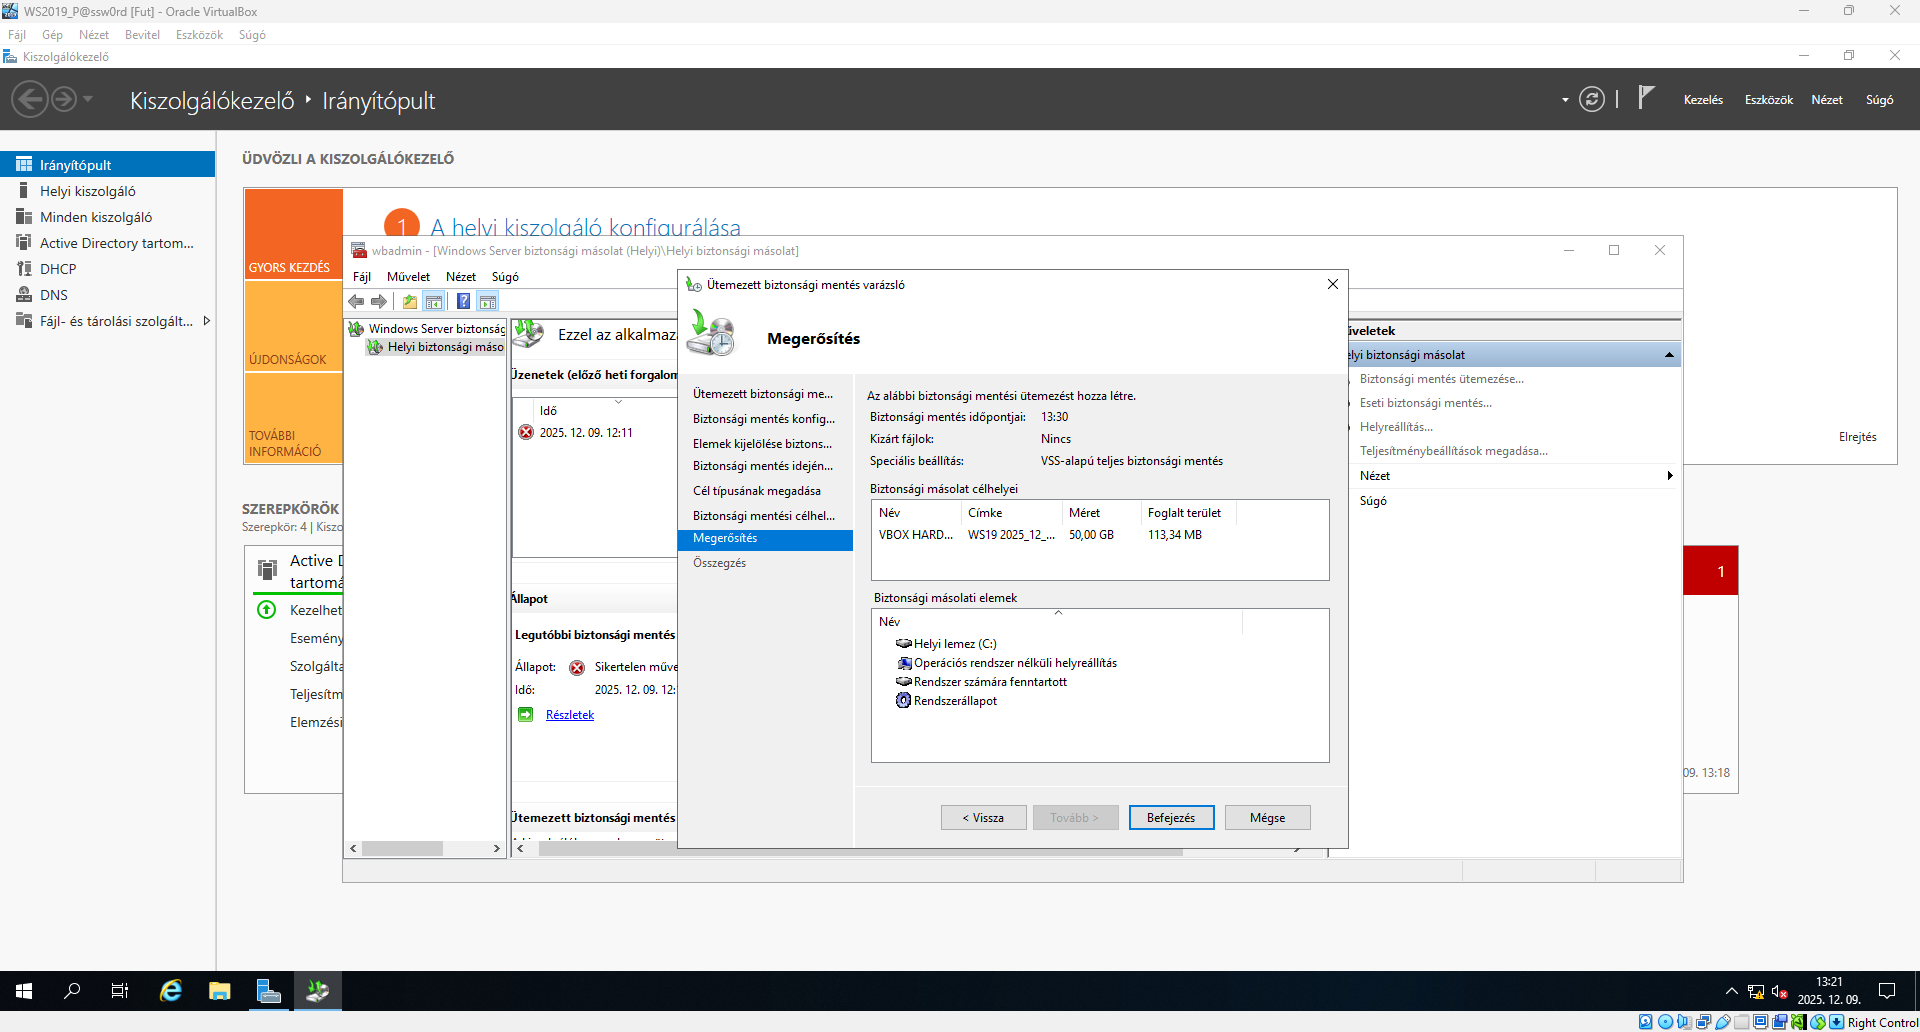 WS2019_P@ssw0rd [Fut] - Oracle VirtualBox
Fájl Gép Nézet Bevitel Eszközök Súgó
Kiszolgálókezelő
Kiszolgálókezelő Irányítópult
Kezelés Eszközök Nézet Súgó
Irányítópult
Helyi kiszolgáló
Minden kiszolgáló
Active Directory tartom...
DHCP
DNS
Fájl- és tárolási szolgált...
ÜDVÖZLI A KISZOLGÁLÓKEZELŐ
GYORS KEZDÉS
ÚJDONSÁGOK
TOVÁBBI
INFORMÁCIÓ
1 A helyi kiszolgáló konfigurálása
Elrejtés
SZEREPKÖRÖK
Szerepkör: 4 | Kiszo
Active D
tartomá
Kezelhet
Esemény
Szolgálta
Teljesítm
Elemzési
1
09. 13:18
wbadmin - [Windows Server biztonsági másolat (Helyi)\Helyi biztonsági másolat]
Fájl Művelet Nézet Súgó
Windows Server biztonság
Helyi biztonsági máso
Ezzel az alkalmaza
Üzenetek (előző heti forgalom
Idő
2025. 12. 09. 12:11
Állapot
Legutóbbi biztonsági mentés
Állapot: Sikertelen műve
Idő: 2025. 12. 09. 12:
Részletek
Ütemezett biztonsági mentés
űveletek
elyi biztonsági másolat
Biztonsági mentés ütemezése...
Eseti biztonsági mentés...
Helyreállítás...
Teljesítménybeállítások megadása...
Nézet
Súgó
Ütemezett biztonsági mentés varázsló
Megerősítés
Ütemezett biztonsági me...
Biztonsági mentés konfig...
Elemek kijelölése biztons...
Biztonsági mentés idején...
Cél típusának megadása
Biztonsági mentési célhel...
Megerősítés
Összegzés
Az alábbi biztonsági mentési ütemezést hozza létre.
Biztonsági mentés időpontjai: 13:30
Kizárt fájlok: Nincs
Speciális beállítás: VSS-alapú teljes biztonsági mentés
Biztonsági másolat célhelyei
Név Címke Méret Foglalt terület
VBOX HARD... WS19 2025_12_... 50,00 GB 113,34 MB
Biztonsági másolati elemek
Név
Helyi lemez (C:)
Operációs rendszer nélküli helyreállítás
Rendszer számára fenntartott
Rendszerállapot
< Vissza Tovább > Befejezés Mégse
13:21
2025. 12. 09.
Right Control